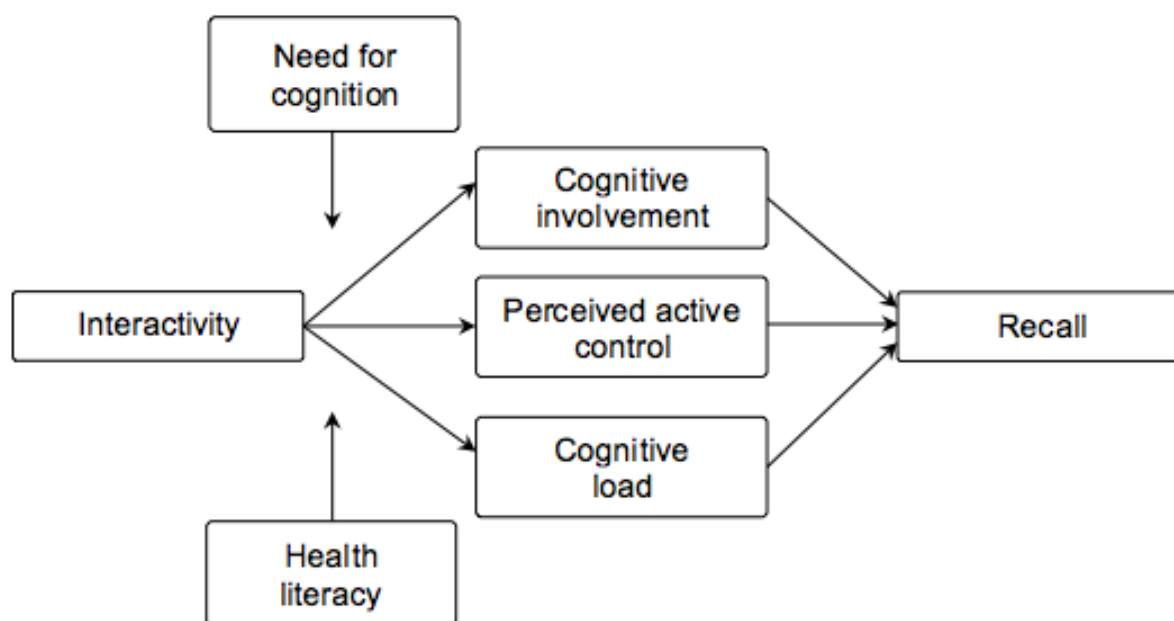 Need for
cognition
Cognitive
involvement
Interactivity
Perceived active
control
Recall
Cognitive
load
Health
literacy